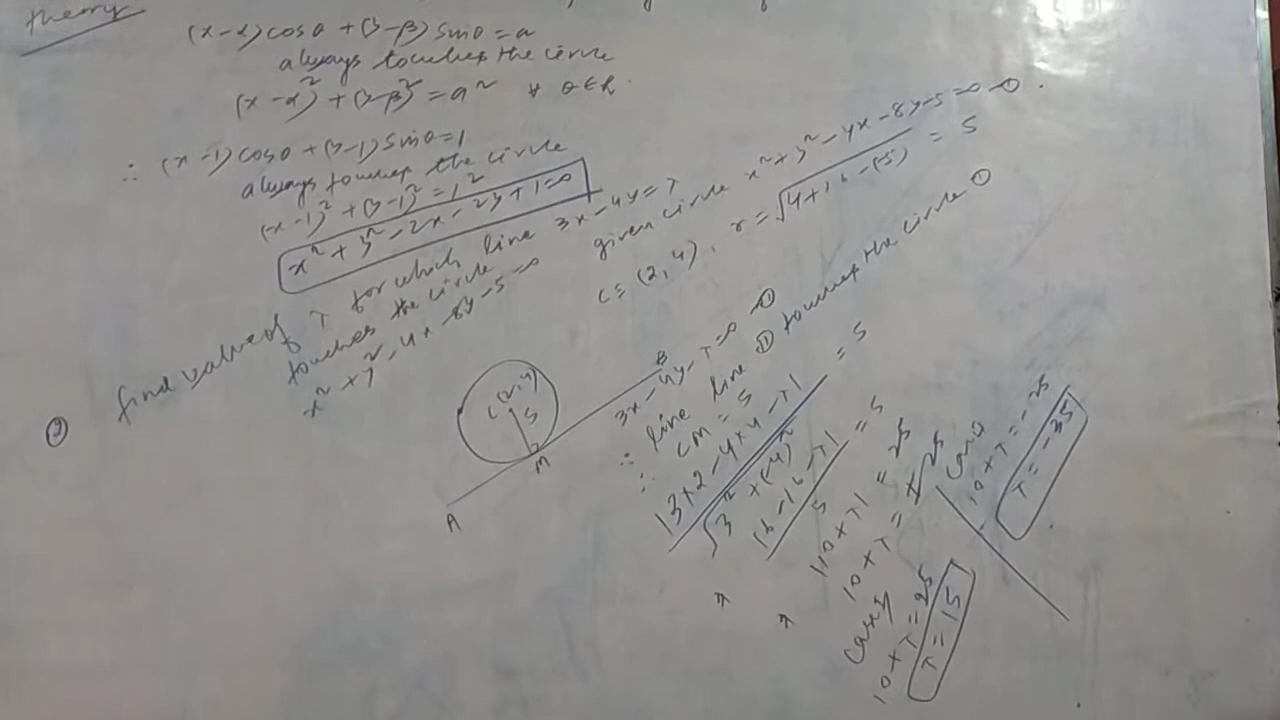 theory
(x-α)cosθ + (y-β)sinθ = a
always touches the circle
(x-α)² + (y-β)² = a² ∀ θ∈R.
∴ (x-1)cosθ + (y-1)sinθ=1
always touches the circle
(x-1)² + (y-1)² = 1²
x² + y² - 2x - 2y + 1 = 0
② find value of T for which line 3x-4y = T
touches the circle
x² + y² - 4x - 8y - 5 = 0
given circle x² + y² - 4x - 8y - 5 = 0 - ①.
C ≡ (2, 4), r = √4+16-(-5) = 5
C(2,4)
5
M
A
B
3x - 4y - T = 0 - ②
∴ line line ② touches the circle ①
∴ CM = 5
|3×2 - 4×4 - T| / √3² + (-4)² = 5
|6 - 16 - T| / 5 = 5
⇒ |10 + T| = 25
⇒ 10 + T = ± 25
case I
10 + T = 25
T = 15
case ②
10 + T = - 25
T = - 35